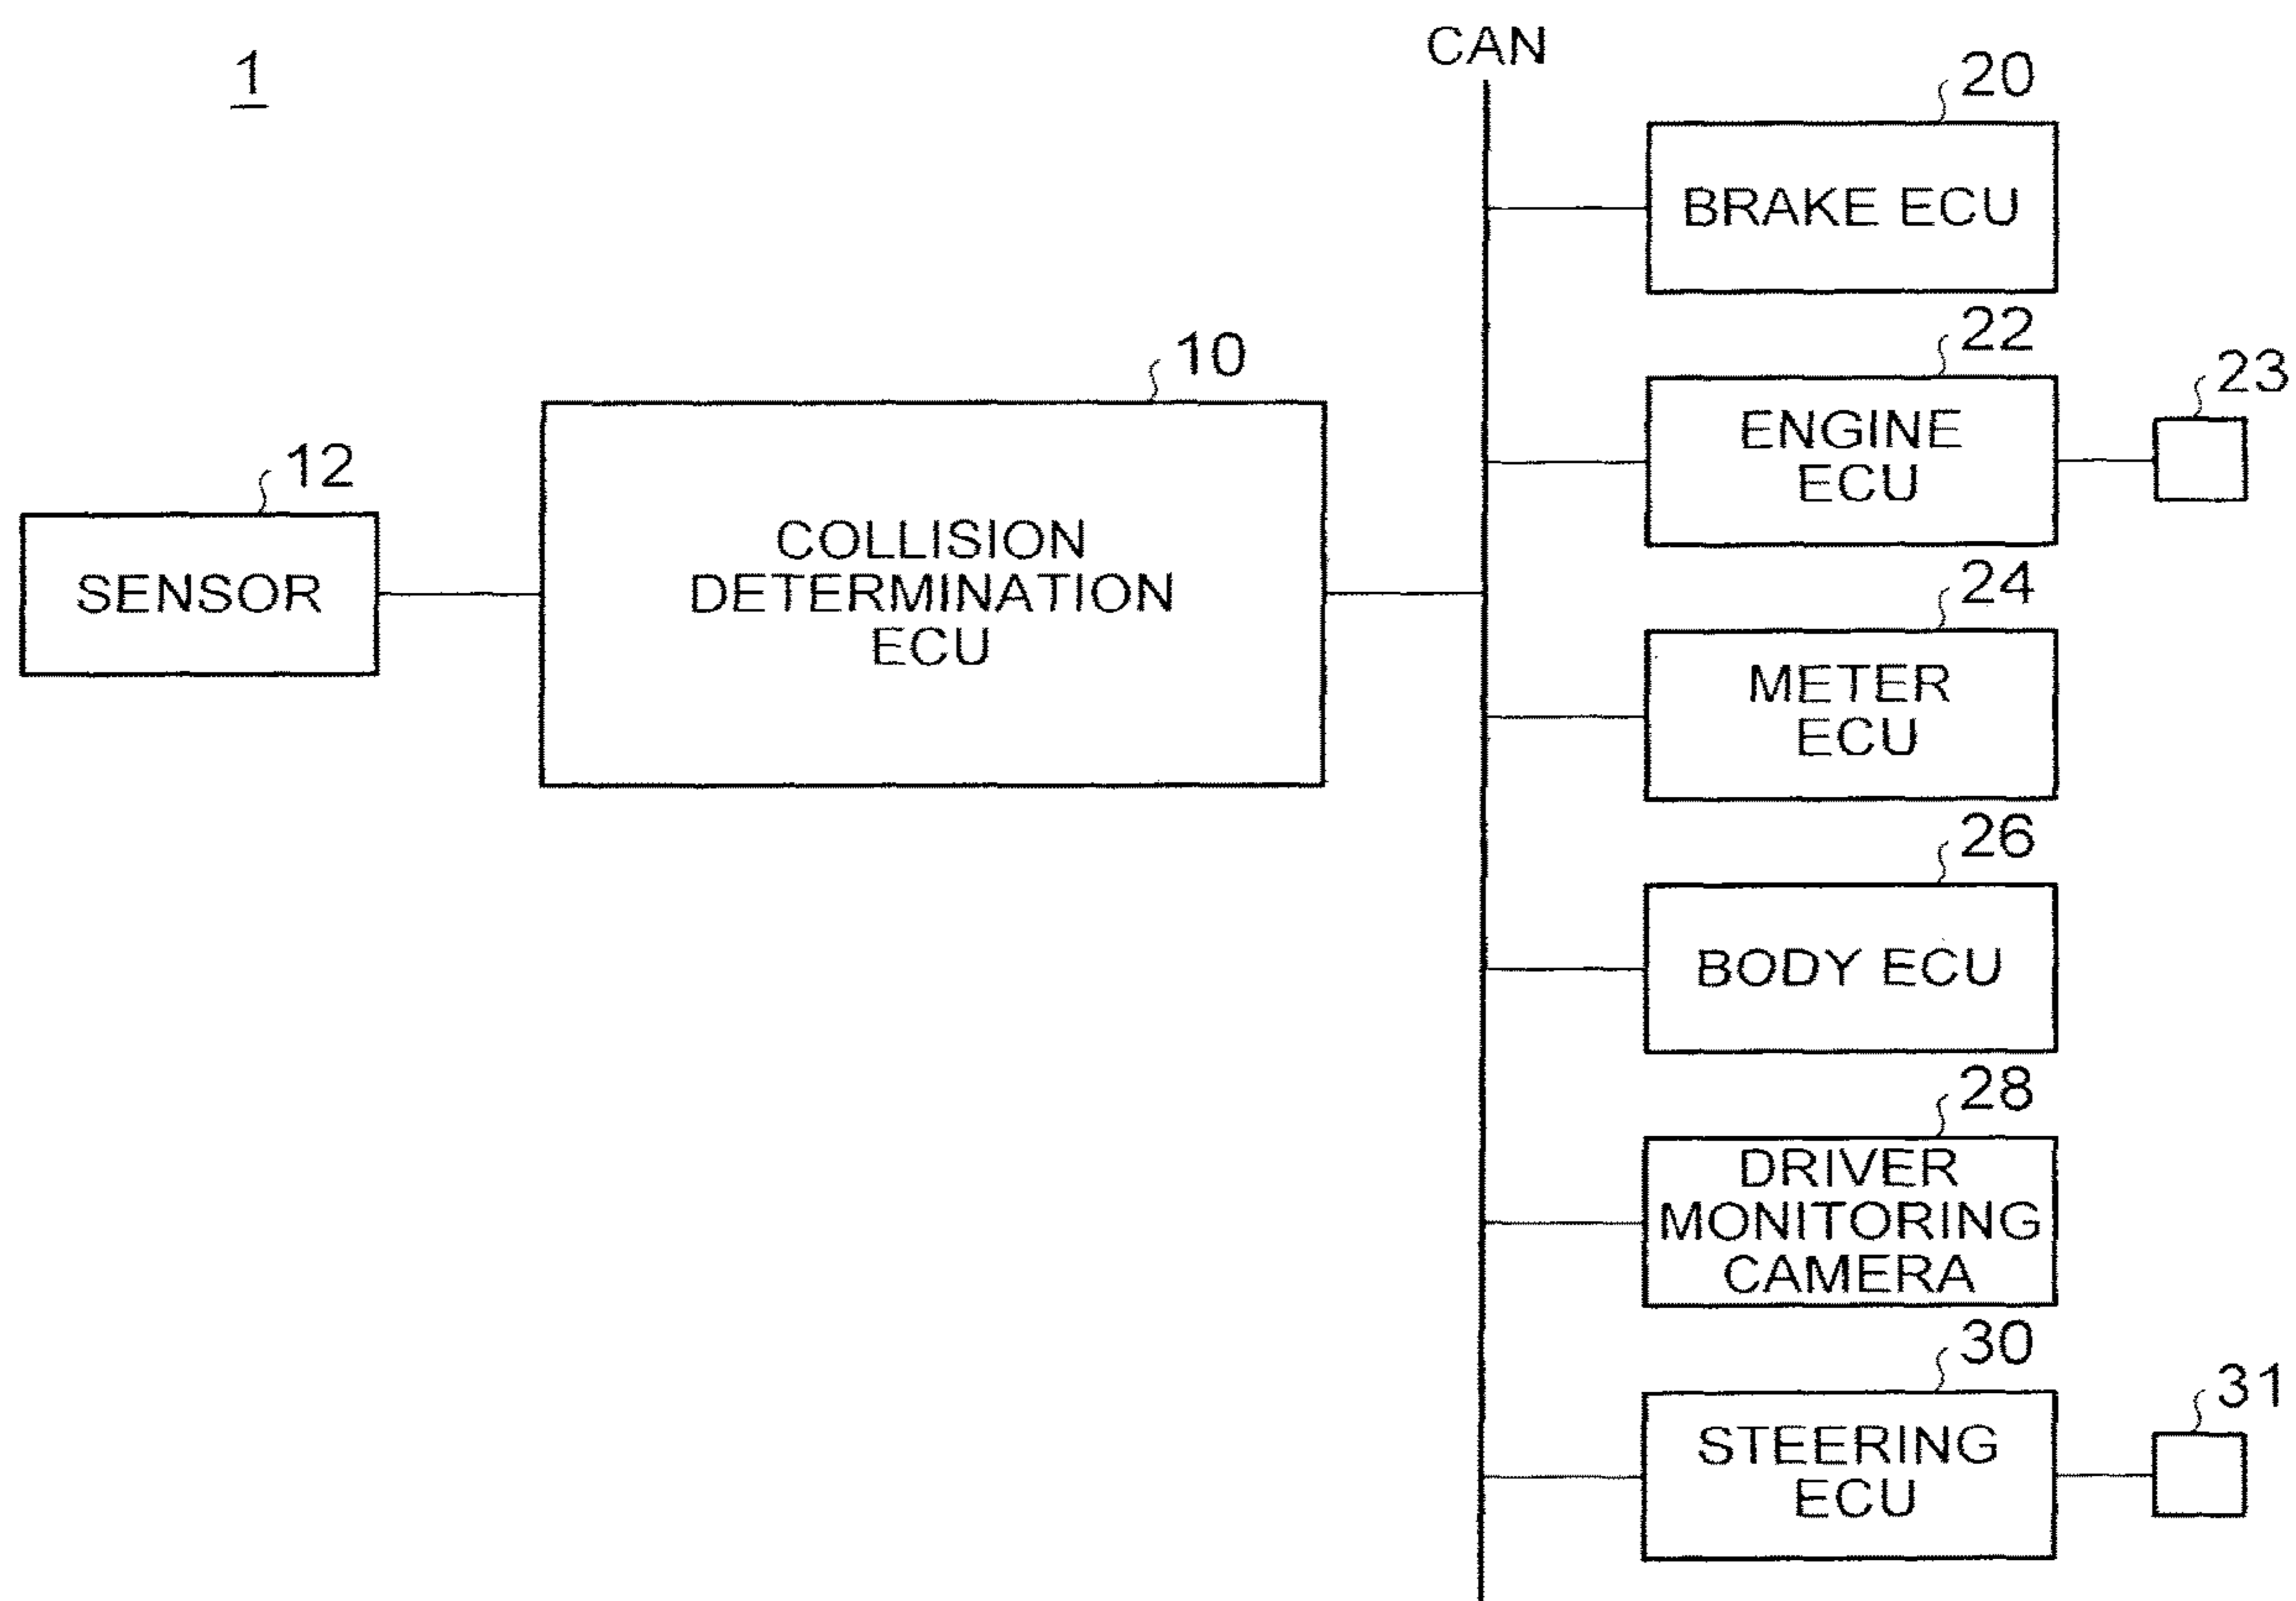 1
CAN
20
BRAKE ECU
22
ENGINE
ECU
23
10
COLLISION
DETERMINATION
ECU
12
SENSOR
24
METER
ECU
26
BODY ECU
28
DRIVER
MONITORING
CAMERA
30
STEERING
ECU
31